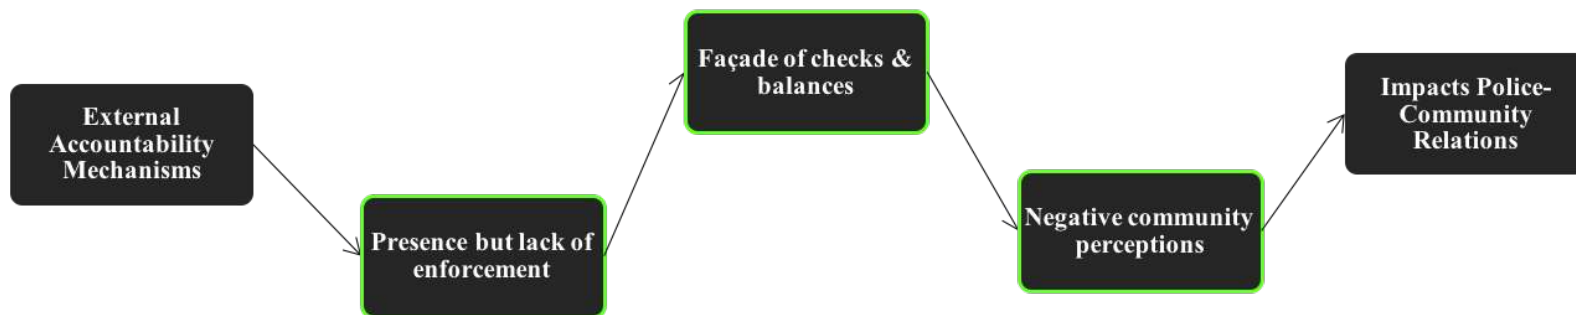 External
Accountability
Mechanisms
Presence but lack of
enforcement
Façade of checks &
balances
Negative community
perceptions
Impacts Police-
Community
Relations